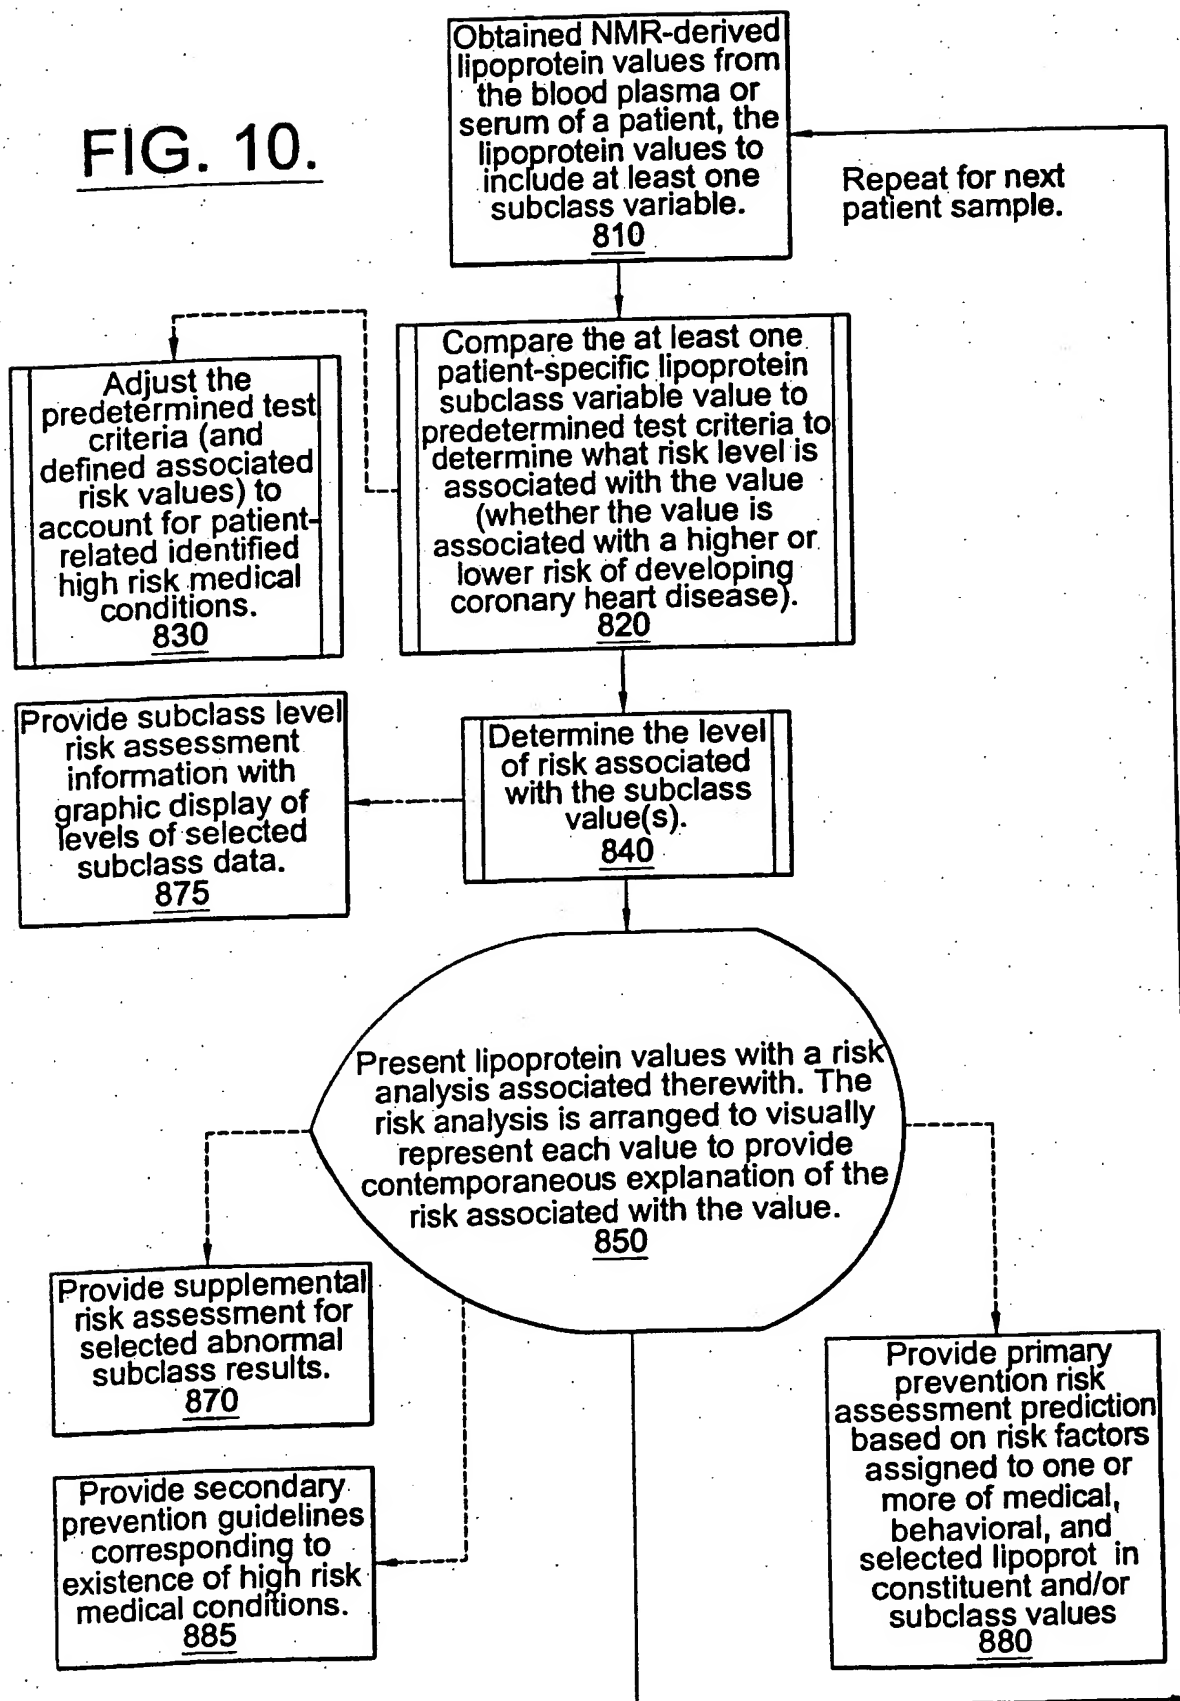 FIG. 10.
Obtained NMR-derived
lipoprotein values from
the blood plasma or
serum of a patient, the
lipoprotein values to
include at least one
subclass variable.
810
Repeat for next
patient sample.
Adjust the
predetermined test
criteria (and
defined associated
risk values) to
account for patient-
related identified
high risk medical
conditions.
830
Compare the at least one
patient-specific lipoprotein
subclass variable value to
predetermined test criteria to
determine what risk level is
associated with the value
(whether the value is
associated with a higher or
lower risk of developing
coronary heart disease).
820
Provide subclass level
risk assessment
information with
graphic display of
levels of selected
subclass data.
875
Determine the level
of risk associated
with the subclass
value(s).
840
Present lipoprotein values with a risk
analysis associated therewith. The
risk analysis is arranged to visually
represent each value to provide
contemporaneous explanation of the
risk associated with the value.
850
Provide supplemental
risk assessment for
selected abnormal
subclass results.
870
Provide secondary
prevention guidelines
corresponding to
existence of high risk
medical conditions.
885
Provide primary
prevention risk
assessment prediction
based on risk factors
assigned to one or
more of medical,
behavioral, and
selected lipoprot in
constituent and/or
subclass values
880